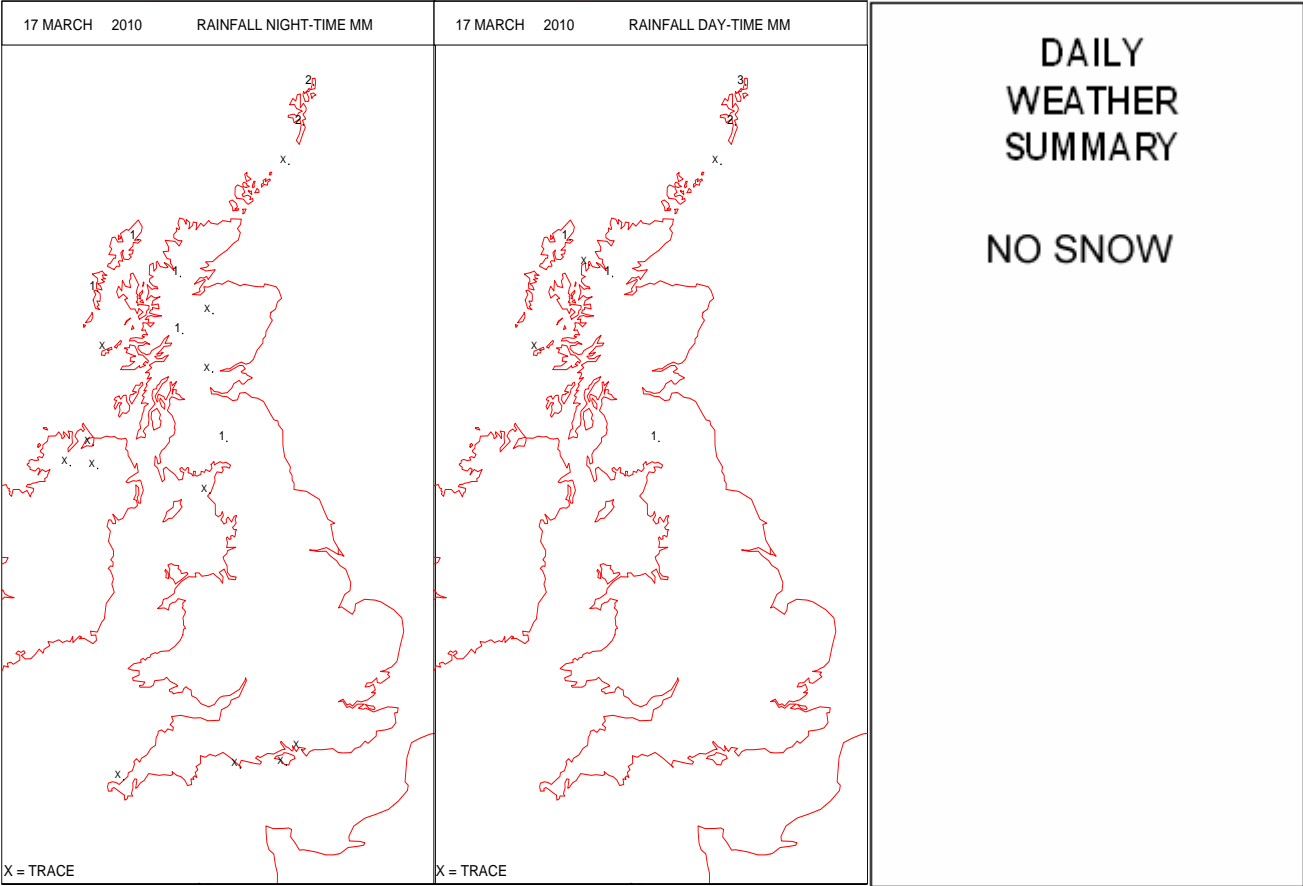 17 MARCH 2010 RAINFALL NIGHT-TIME MM
2
2
X.
1
1.
1
X.
1.
X
X.
X
X. X.
1.
X
X
X
X.
X.
X = TRACE
17 MARCH 2010 RAINFALL DAY-TIME MM
3
2
X.
1
X
1.
X
1.
X = TRACE
DAILY
WEATHER
SUMMARY
NO SNOW